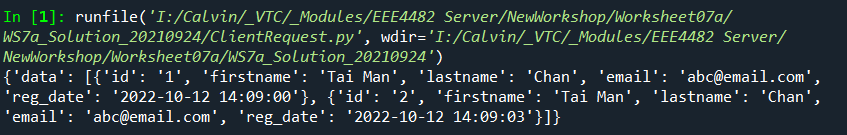 In [1]: runfile('I:/Calvin/_VTC/_Modules/EEE4482 Server/NewWorkshop/Worksheet07a/
WS7a_Solution_20210924/ClientRequest.py', wdir='I:/Calvin/_VTC/_Modules/EEE4482 Server/
NewWorkshop/Worksheet07a/WS7a_Solution_20210924')
{'data': [{'id': '1', 'firstname': 'Tai Man', 'lastname': 'Chan', 'email': 'abc@email.com',
'reg_date': '2022-10-12 14:09:00'}, {'id': '2', 'firstname': 'Tai Man', 'lastname': 'Chan',
'email': 'abc@email.com', 'reg_date': '2022-10-12 14:09:03'}]}